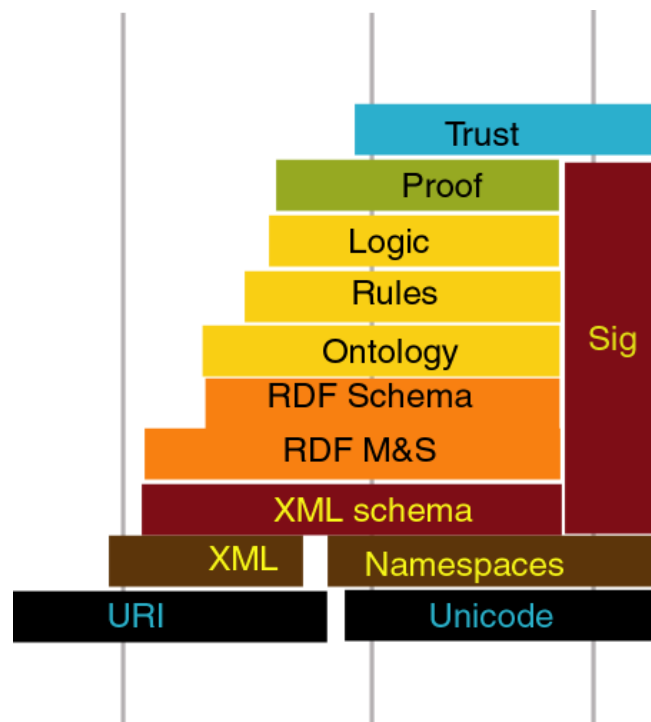 Trust
Proof
Logic
Rules
Sig
Ontology
RDF Schema
RDF M&S
XML schema
XML
Namespaces
URI
Unicode